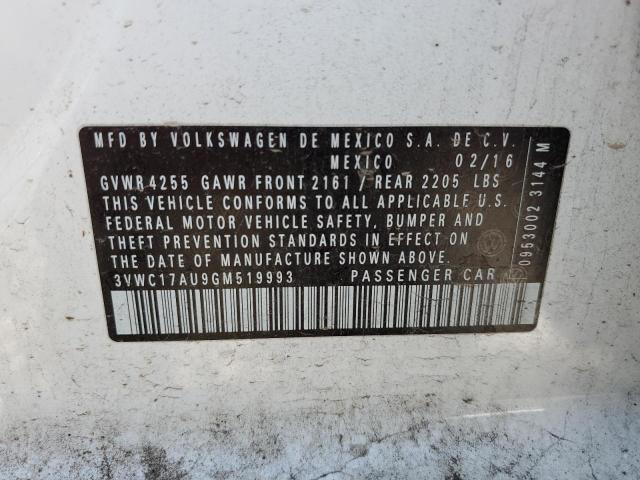 MFD BY VOLKSWAGEN DE MEXICO S.A. DE C.V.
MEXICO 02/16
GVWR 4255 GAWR FRONT 2161 / REAR 2205 LBS
THIS VEHICLE CONFORMS TO ALL APPLICABLE U.S.
FEDERAL MOTOR VEHICLE SAFETY, BUMPER AND
THEFT PREVENTION STANDARDS IN EFFECT ON
THE DATE OF MANUFACTURE SHOWN ABOVE.
3VWC17AU9GM519993 PASSENGER CAR
0953002 3144 M